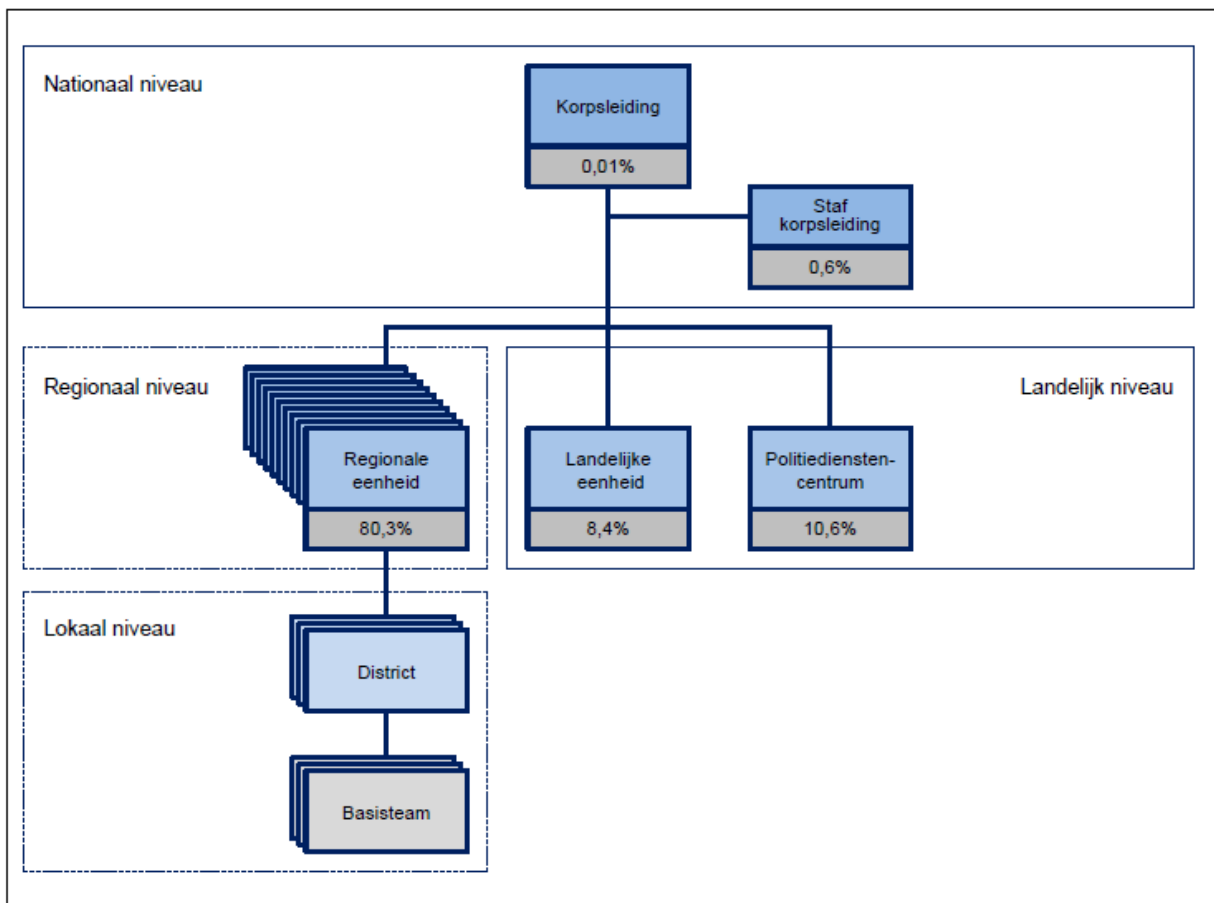 Nationaal niveau
Korpsleiding
0,01%
Staf
korpsleiding
0,6%
Regionaal niveau
Landelijk niveau
Regionale
eenheid
80,3%
Landelijke
eenheid
8,4%
Politiediensten-
centrum
10,6%
Lokaal niveau
District
Basisteam